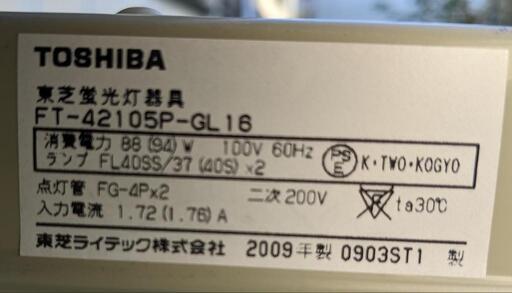 TOSHIBA
東芝蛍光灯器具
FT-42105P-GL16
消費電力 88 (94) W 100V 60Hz
ランプ FL40SS/37 (40S) ×2
PSE K・TWO・KOGYO
点灯管 FG-4P×2 二次 200V
F ta30℃
入力電流 1.72 (1.76) A
東芝ライテック株式会社 2009年製 0903ST1 製